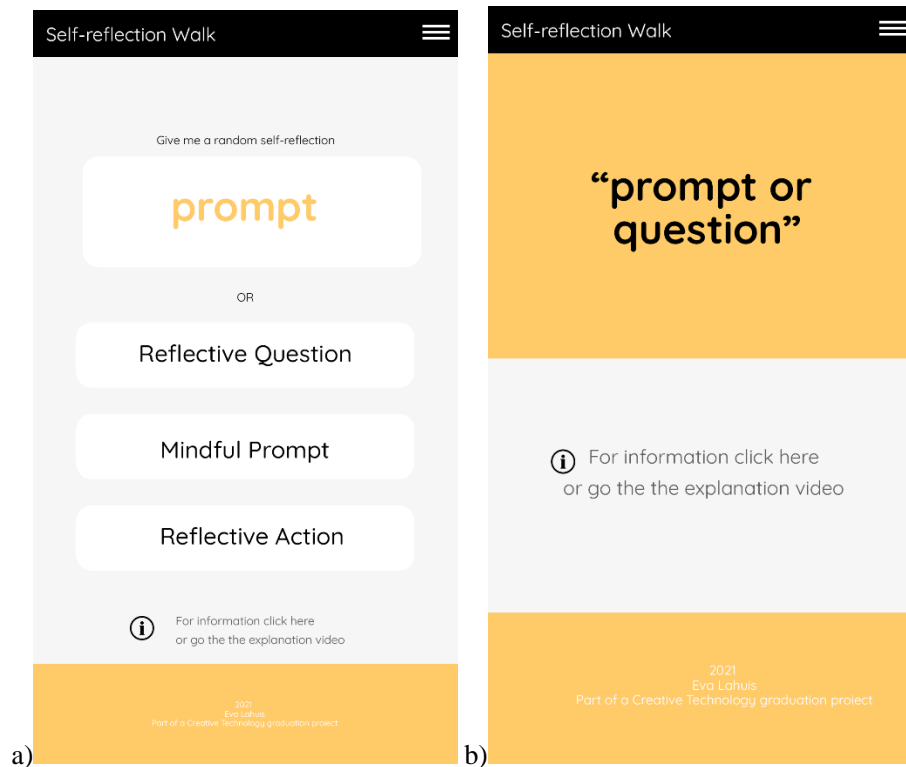 Self-reflection Walk
Give me a random self-reflection
prompt
OR
Reflective Question
Mindful Prompt
Reflective Action
For information click here
or go the the explanation video
2021
Eva Lahuis
Part of a Creative Technology graduation project
a)
Self-reflection Walk
“prompt or
question”
For information click here
or go the the explanation video
2021
Eva Lahuis
Part of a Creative Technology graduation project
b)